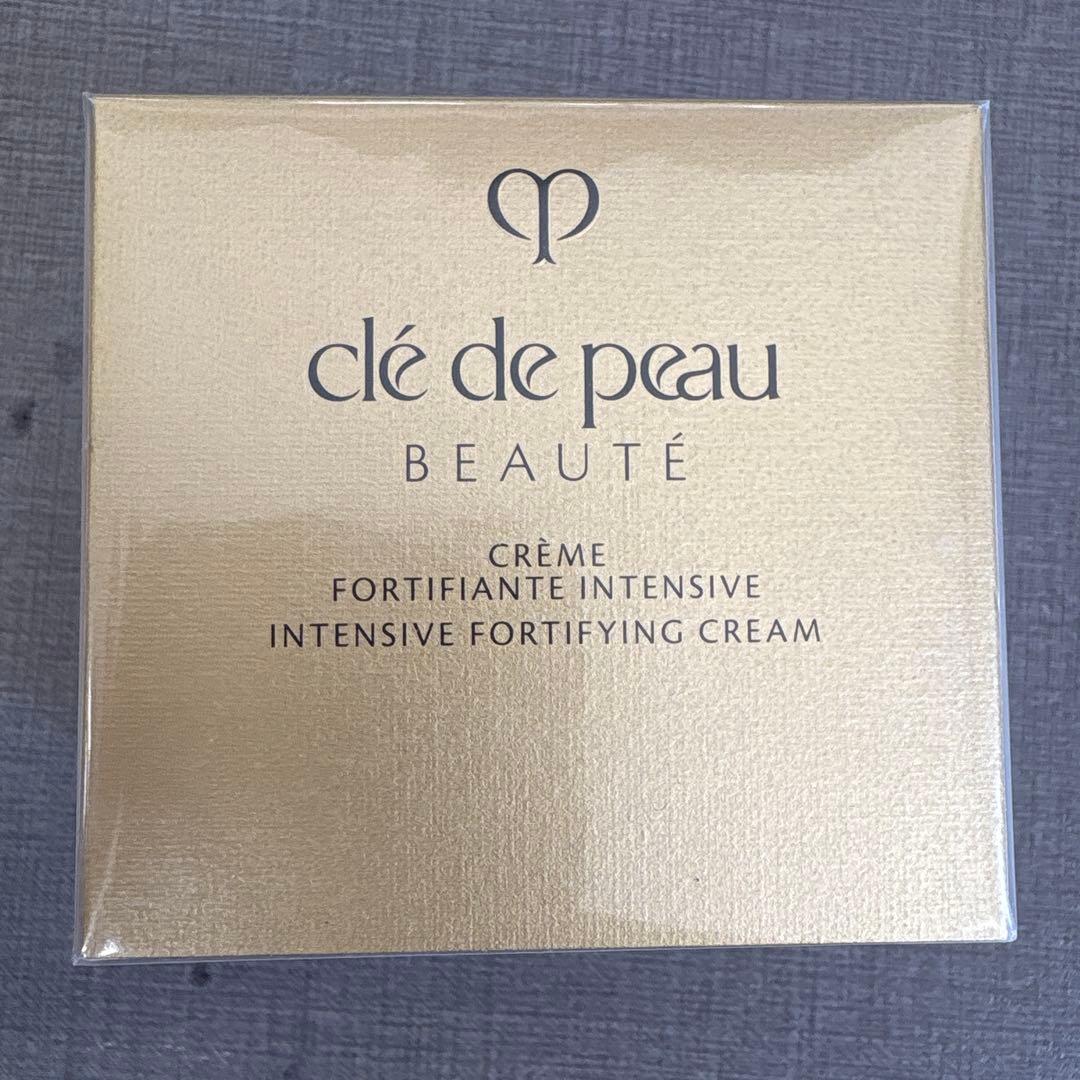 clé de peau
BEAUTÉ
CRÈME
FORTIFIANTE INTENSIVE
INTENSIVE FORTIFYING CREAM